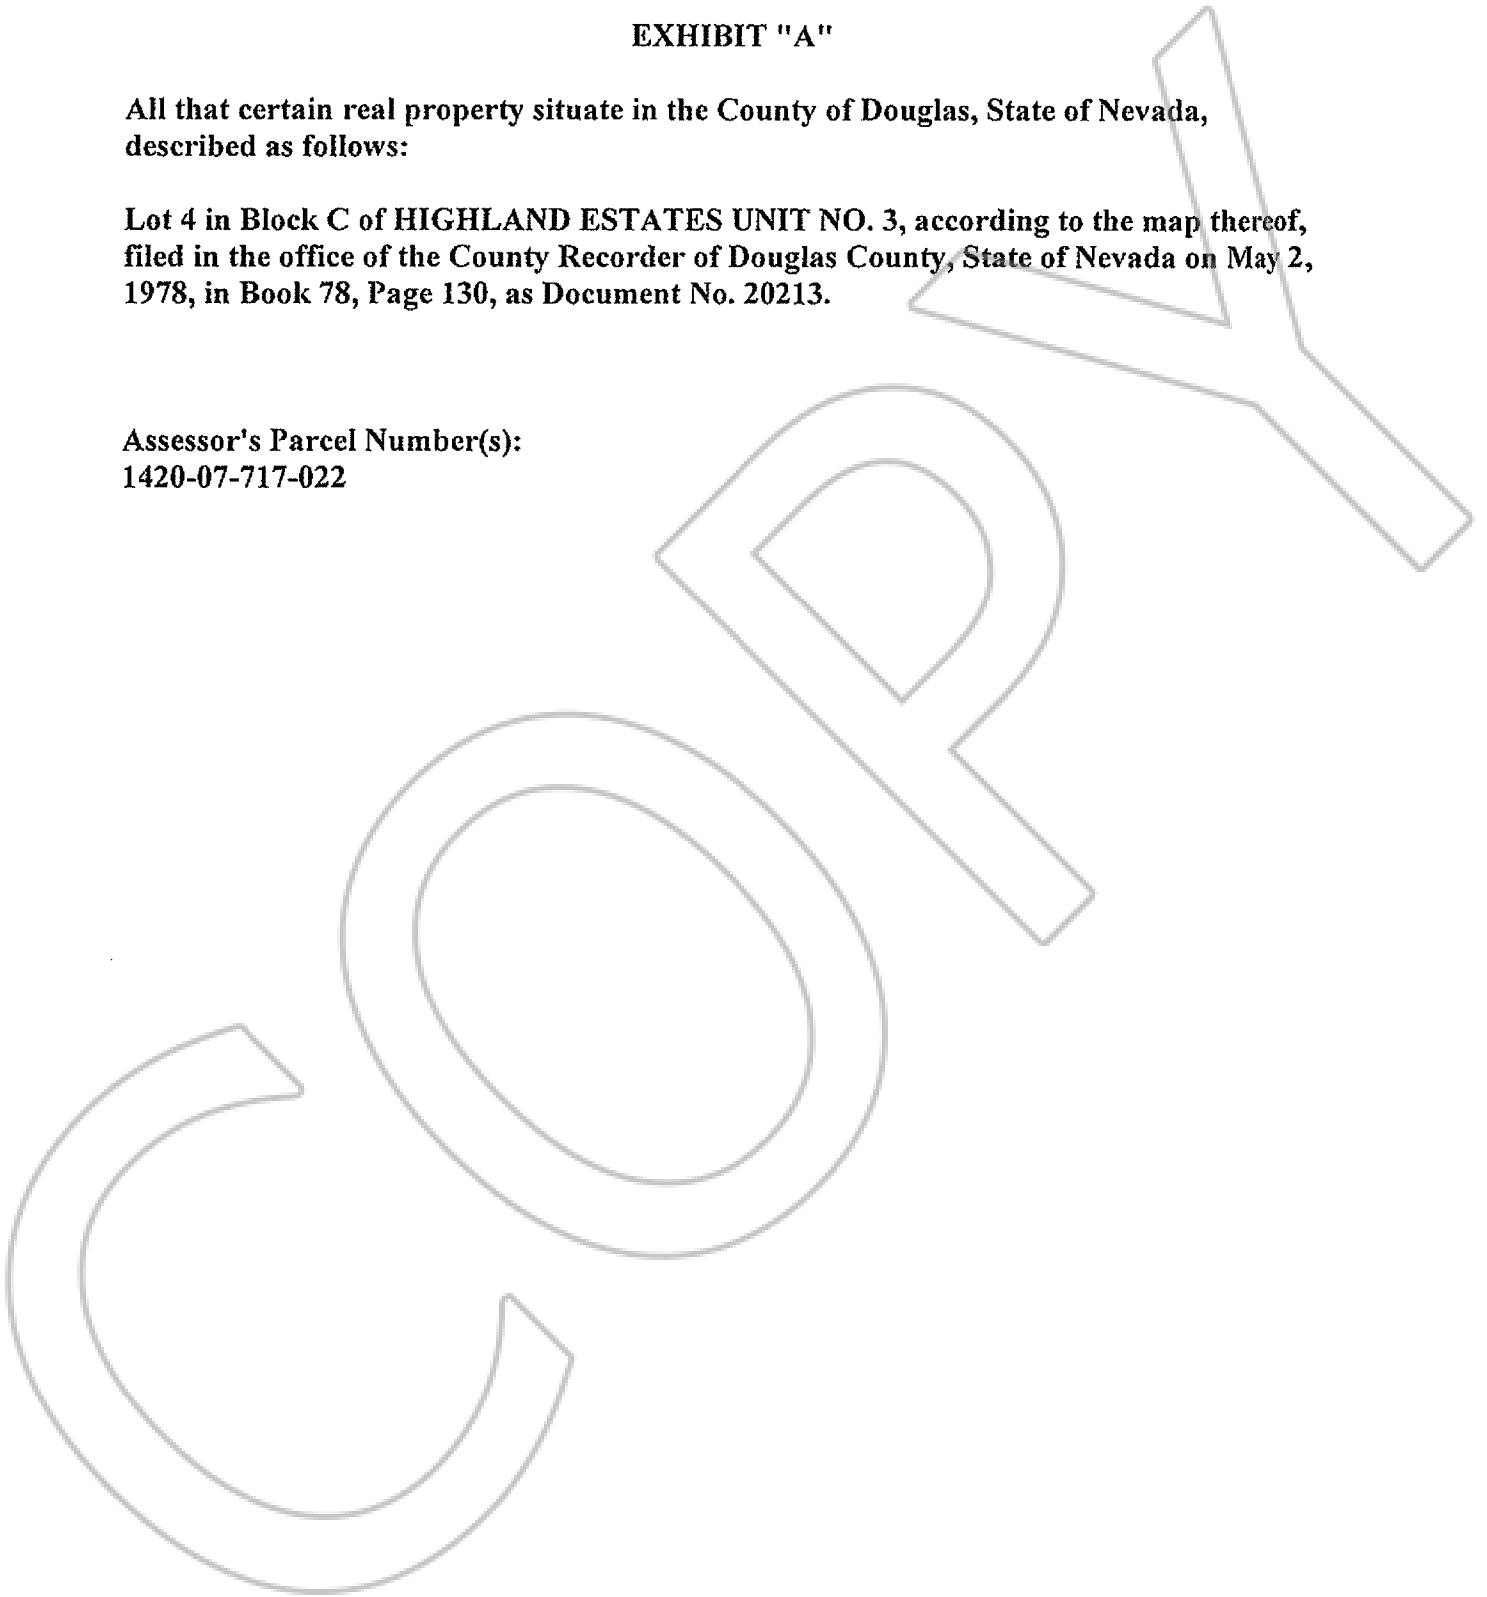 EXHIBIT "A"
All that certain real property situate in the County of Douglas, State of Nevada,
described as follows:
Lot 4 in Block C of HIGHLAND ESTATES UNIT NO. 3, according to the map thereof,
filed in the office of the County Recorder of Douglas County, State of Nevada on May 2,
1978, in Book 78, Page 130, as Document No. 20213.
Assessor's Parcel Number(s):
1420-07-717-022
COPY